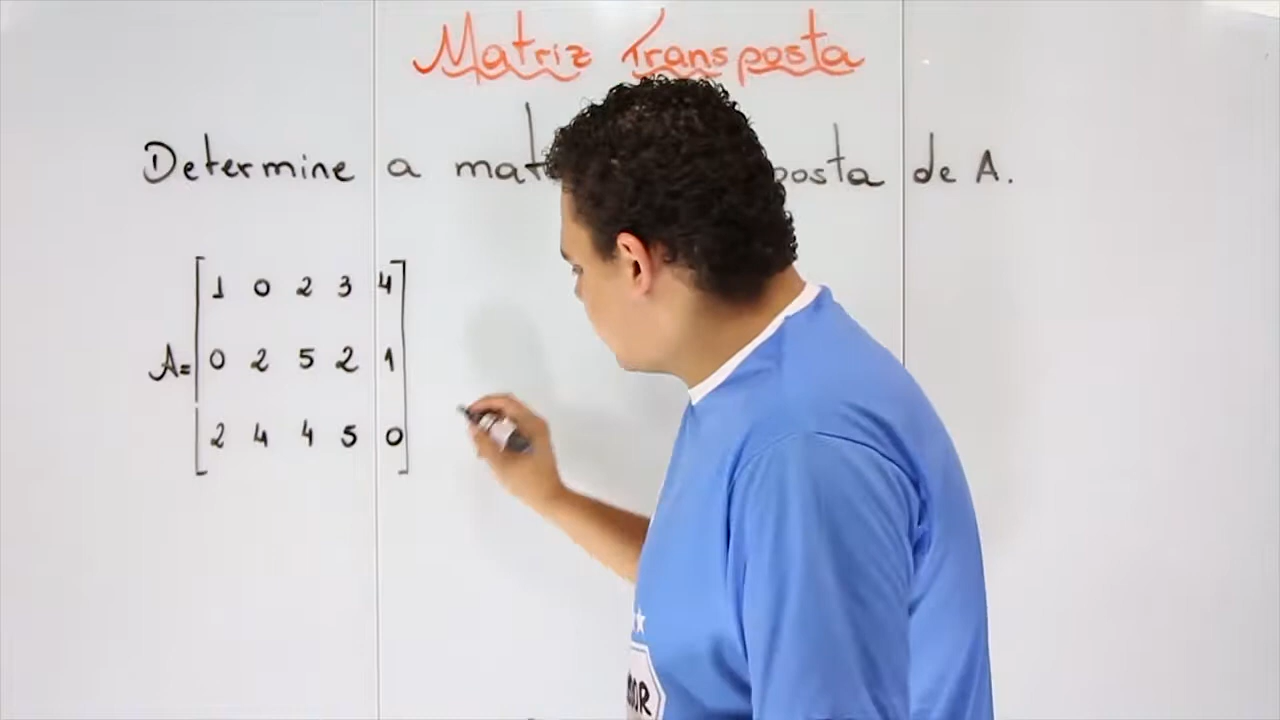 Matriz Transposta
Determine a posta de A.
1 0 2 3 4
A= 0 2 5 2 1
2 4 4 5 0